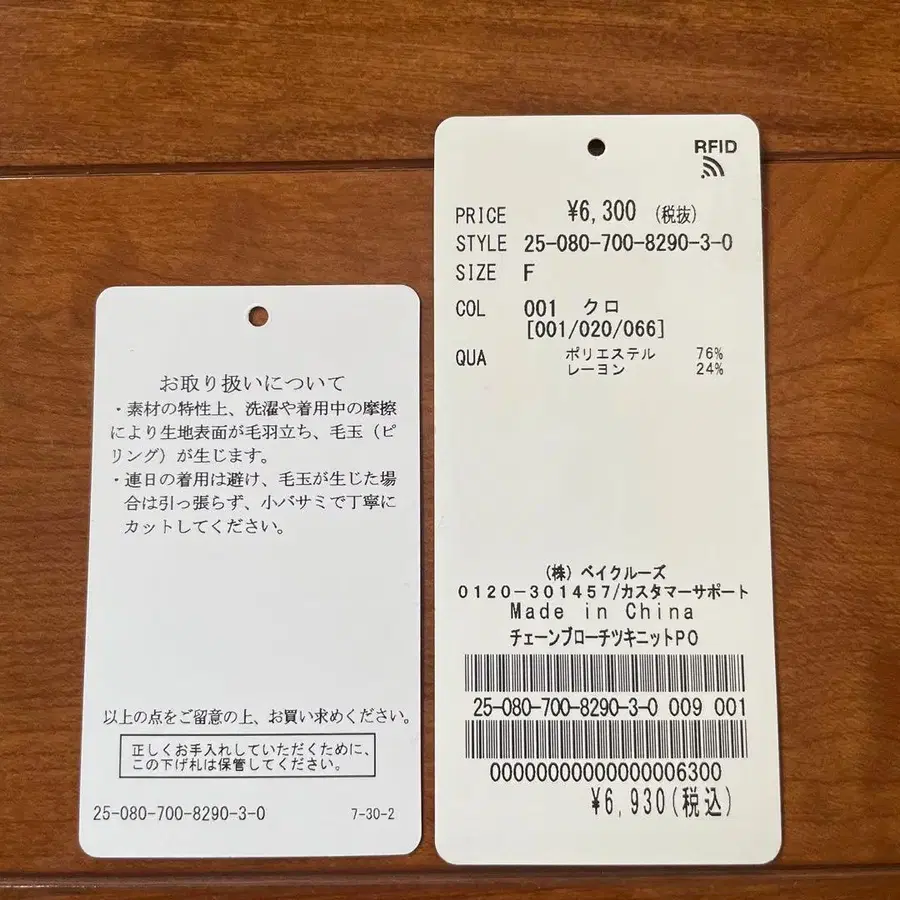 お取り扱いについて
・素材の特性上、洗濯や着用中の摩擦
により生地表面が毛羽立ち、毛玉（ピ
リング）が生じます。
・連日の着用は避け、毛玉が生じた場
合は引っ張らず、小バサミで丁寧に
カットしてください。
以上の点をご留意の上、お買い求めください。
正しくお手入れしていただくために、
この下げ札は保管してください。
25-080-700-8290-3-0 7-30-2
RFID
PRICE ¥6,300 (税抜)
STYLE 25-080-700-8290-3-0
SIZE F
COL 001 クロ
[001/020/066]
QUA ポリエステル 76%
レーヨン 24%
(株) ベイクルーズ
0120-301457/カスタマーサポート
Made in China
チェーンブローチツキニットPO
25-080-700-8290-3-0 009 001
00000000000000006300
¥6,930(税込)